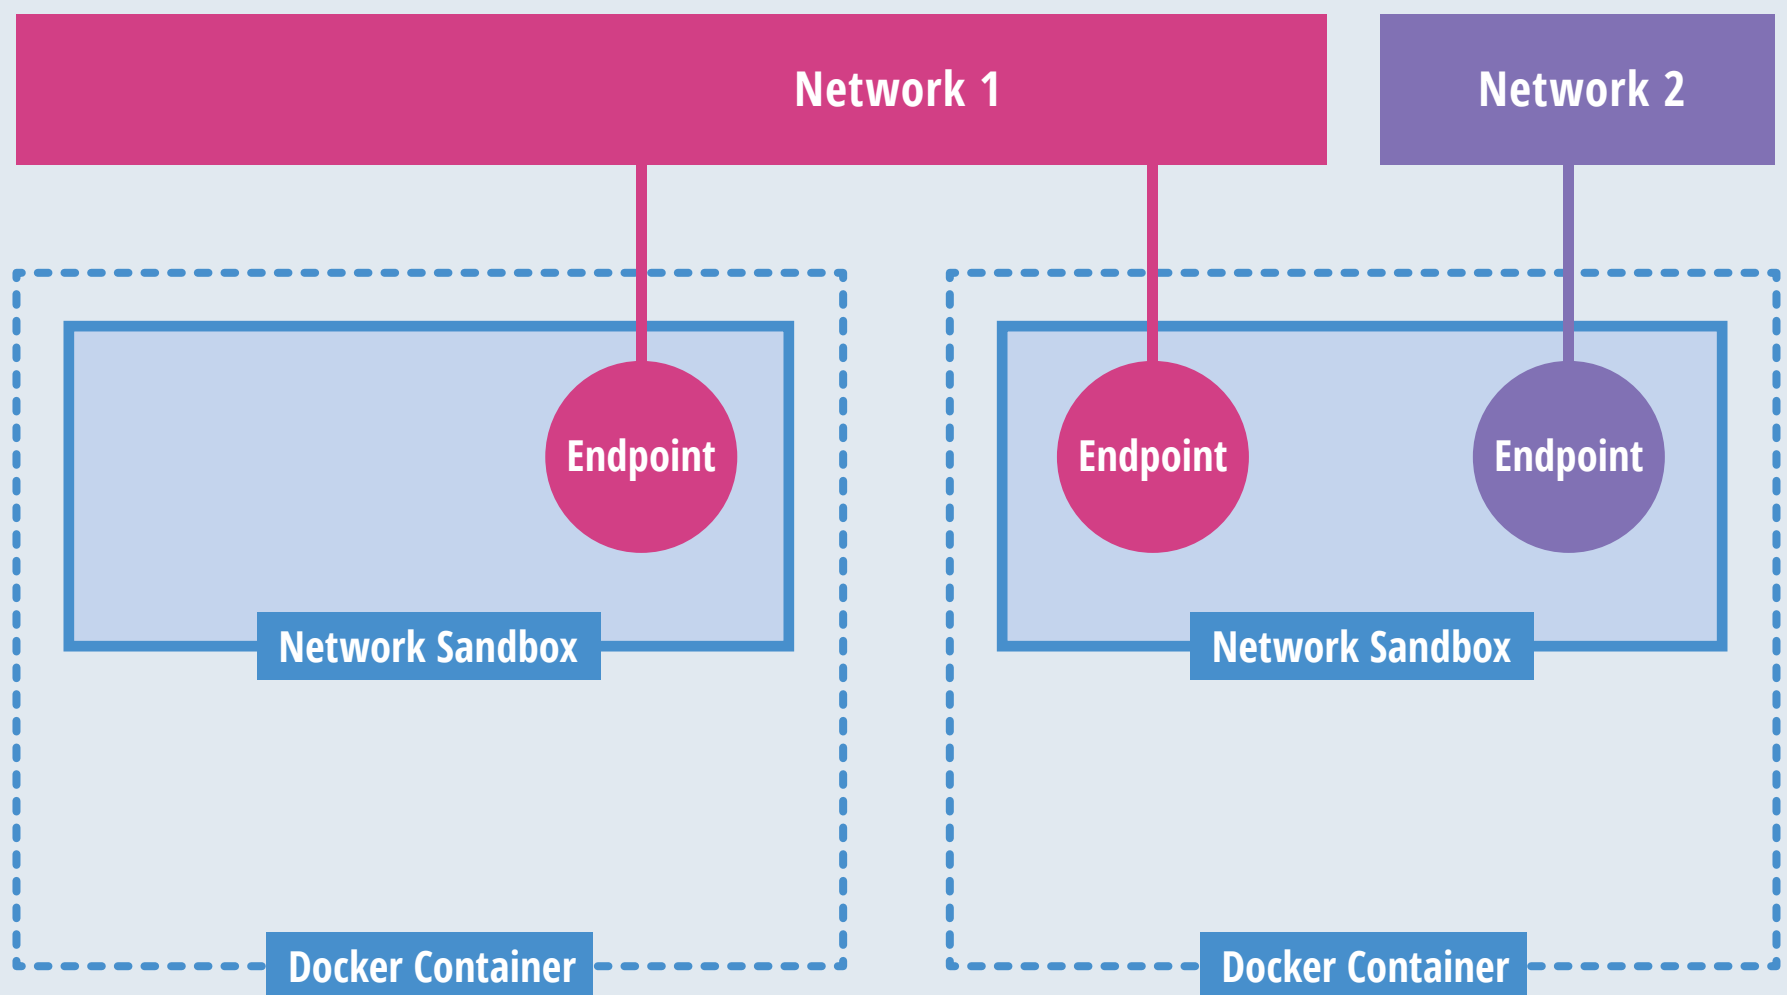 Network 1
Network 2
Endpoint
Endpoint
Endpoint
Network Sandbox
Network Sandbox
Docker Container
Docker Container